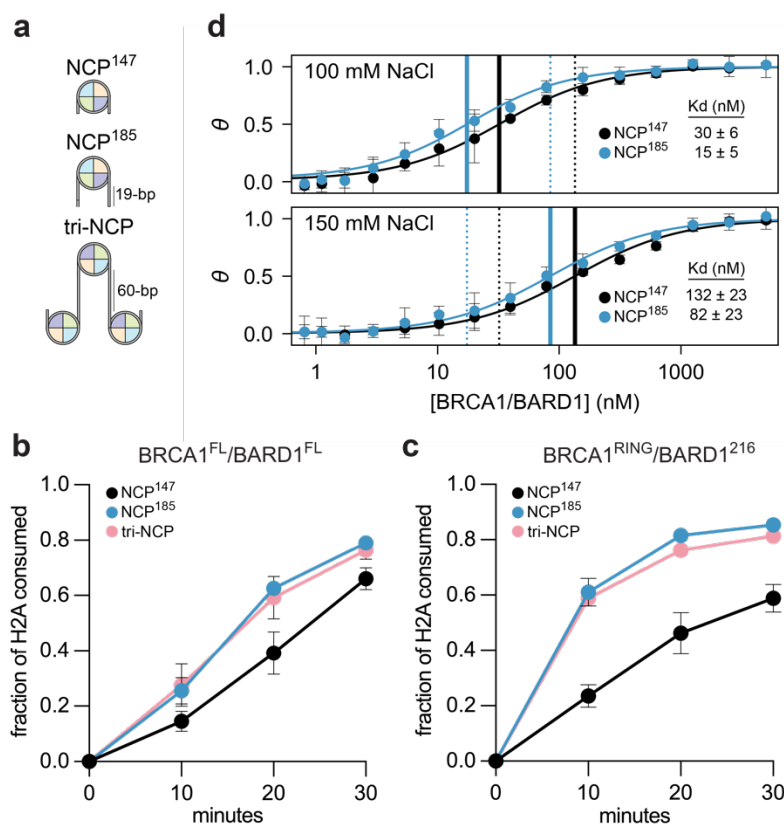 a
NCP¹⁴⁷
NCP¹⁸⁵
19-bp
tri-NCP
60-bp
d
100 mM NaCl
Kd (nM)
NCP¹⁴⁷ 30 ± 6
NCP¹⁸⁵ 15 ± 5
θ
1.0
0.5
0.0
150 mM NaCl
Kd (nM)
NCP¹⁴⁷ 132 ± 23
NCP¹⁸⁵ 82 ± 23
θ
1.0
0.5
0.0
1 10 100 1000
[BRCA1/BARD1] (nM)
b
BRCA1ᶠᴸ/BARD1ᶠᴸ
NCP¹⁴⁷
NCP¹⁸⁵
tri-NCP
fraction of H2A consumed
1.0
0.8
0.6
0.4
0.2
0.0
0 10 20 30
minutes
c
BRCA1ᴿᴵᴺᴳ/BARD1²¹⁶
NCP¹⁴⁷
NCP¹⁸⁵
tri-NCP
fraction of H2A consumed
1.0
0.8
0.6
0.4
0.2
0.0
0 10 20 30
minutes